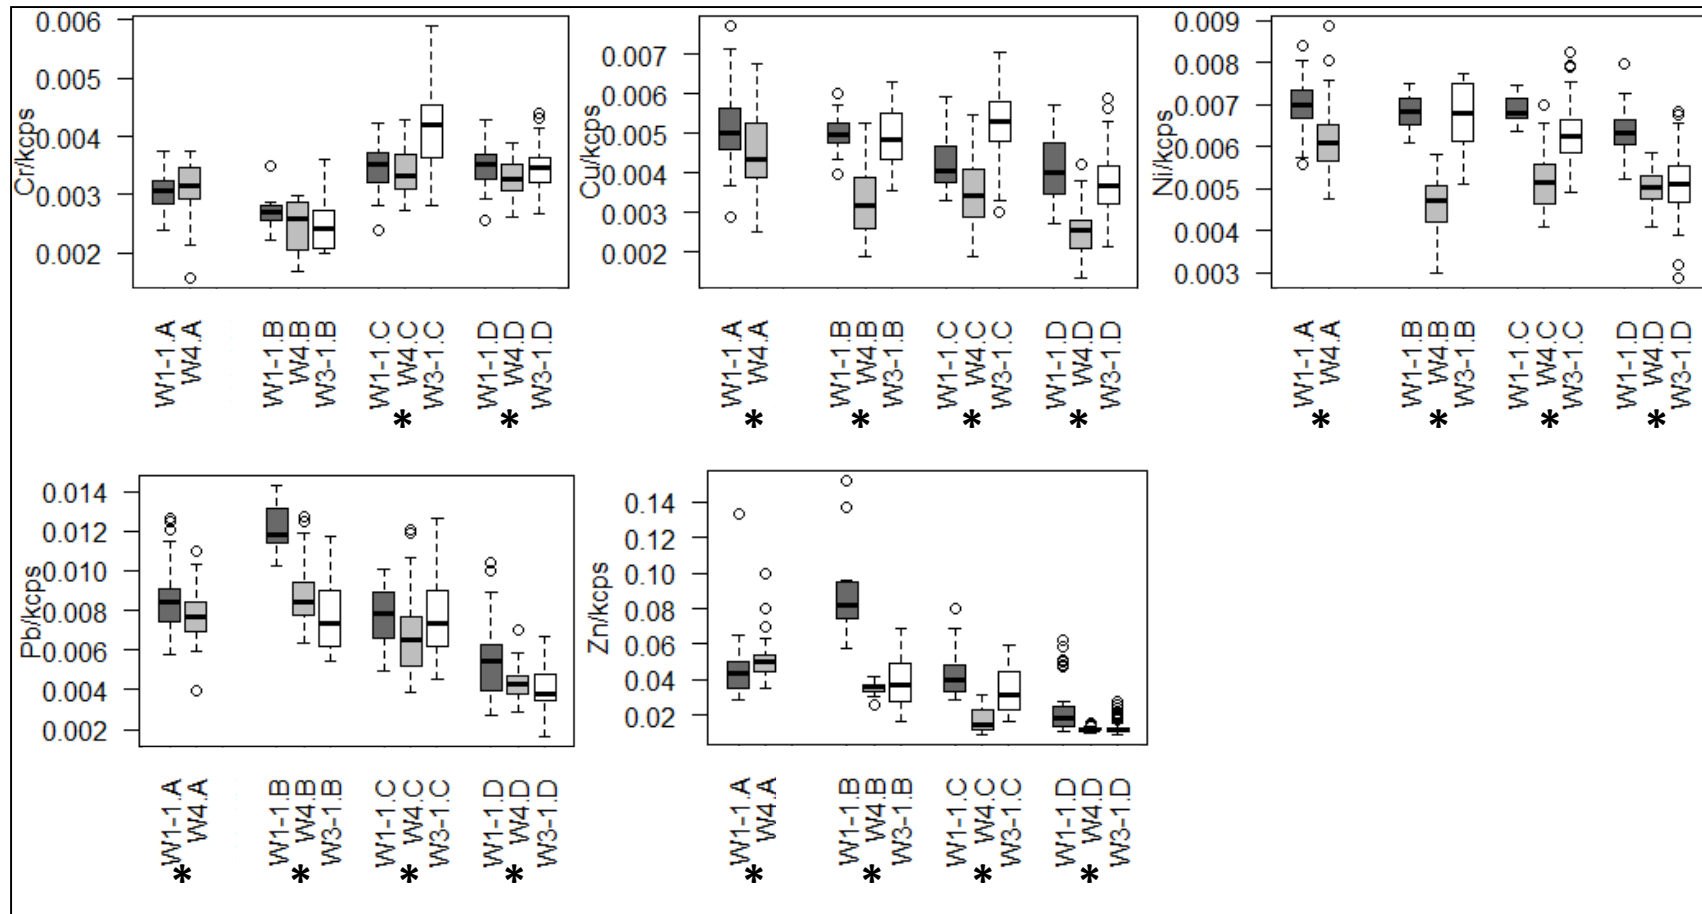 Cr/kcps
0.006
0.005
0.004
0.003
0.002
W1-1.A
W4.A
W1-1.B
W4.B
W3-1.B
W1-1.C
W4.C
W3-1.C
W1-1.D
W4.D
W3-1.D
* *
Cu/kcps
0.007
0.006
0.005
0.004
0.003
0.002
W1-1.A
W4.A
W1-1.B
W4.B
W3-1.B
W1-1.C
W4.C
W3-1.C
W1-1.D
W4.D
W3-1.D
* * * *
Ni/kcps
0.009
0.008
0.007
0.006
0.005
0.004
0.003
W1-1.A
W4.A
W1-1.B
W4.B
W3-1.B
W1-1.C
W4.C
W3-1.C
W1-1.D
W4.D
W3-1.D
* * * *
Pb/kcps
0.014
0.012
0.010
0.008
0.006
0.004
0.002
W1-1.A
W4.A
W1-1.B
W4.B
W3-1.B
W1-1.C
W4.C
W3-1.C
W1-1.D
W4.D
W3-1.D
* * * *
Zn/kcps
0.14
0.12
0.10
0.08
0.06
0.04
0.02
W1-1.A
W4.A
W1-1.B
W4.B
W3-1.B
W1-1.C
W4.C
W3-1.C
W1-1.D
W4.D
W3-1.D
* * * *